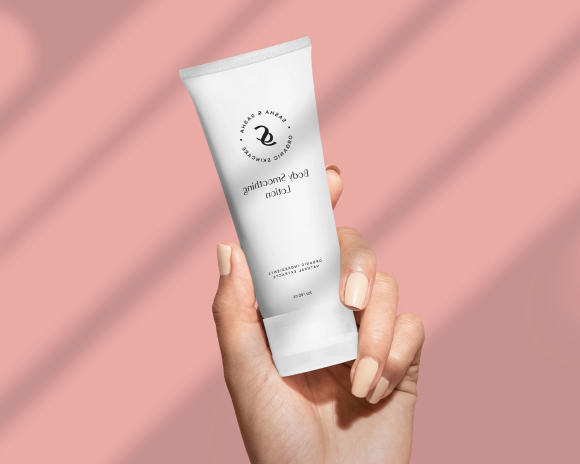 SASHA & SASHA • ORGANIC SKINCARE •
Body Smoothing
Lotion
ORGANIC INGREDIENTS
NATURAL EXTRACTS